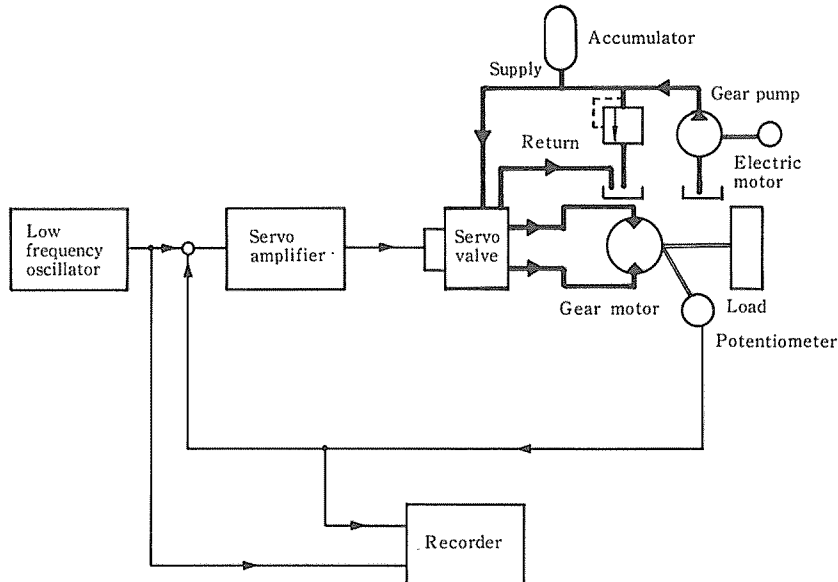 Accumulator
Supply
Gear pump
Return
Electric
motor
Low
frequency
oscillator
Servo
amplifier
Servo
valve
Gear motor
Load
Potentiometer
Recorder